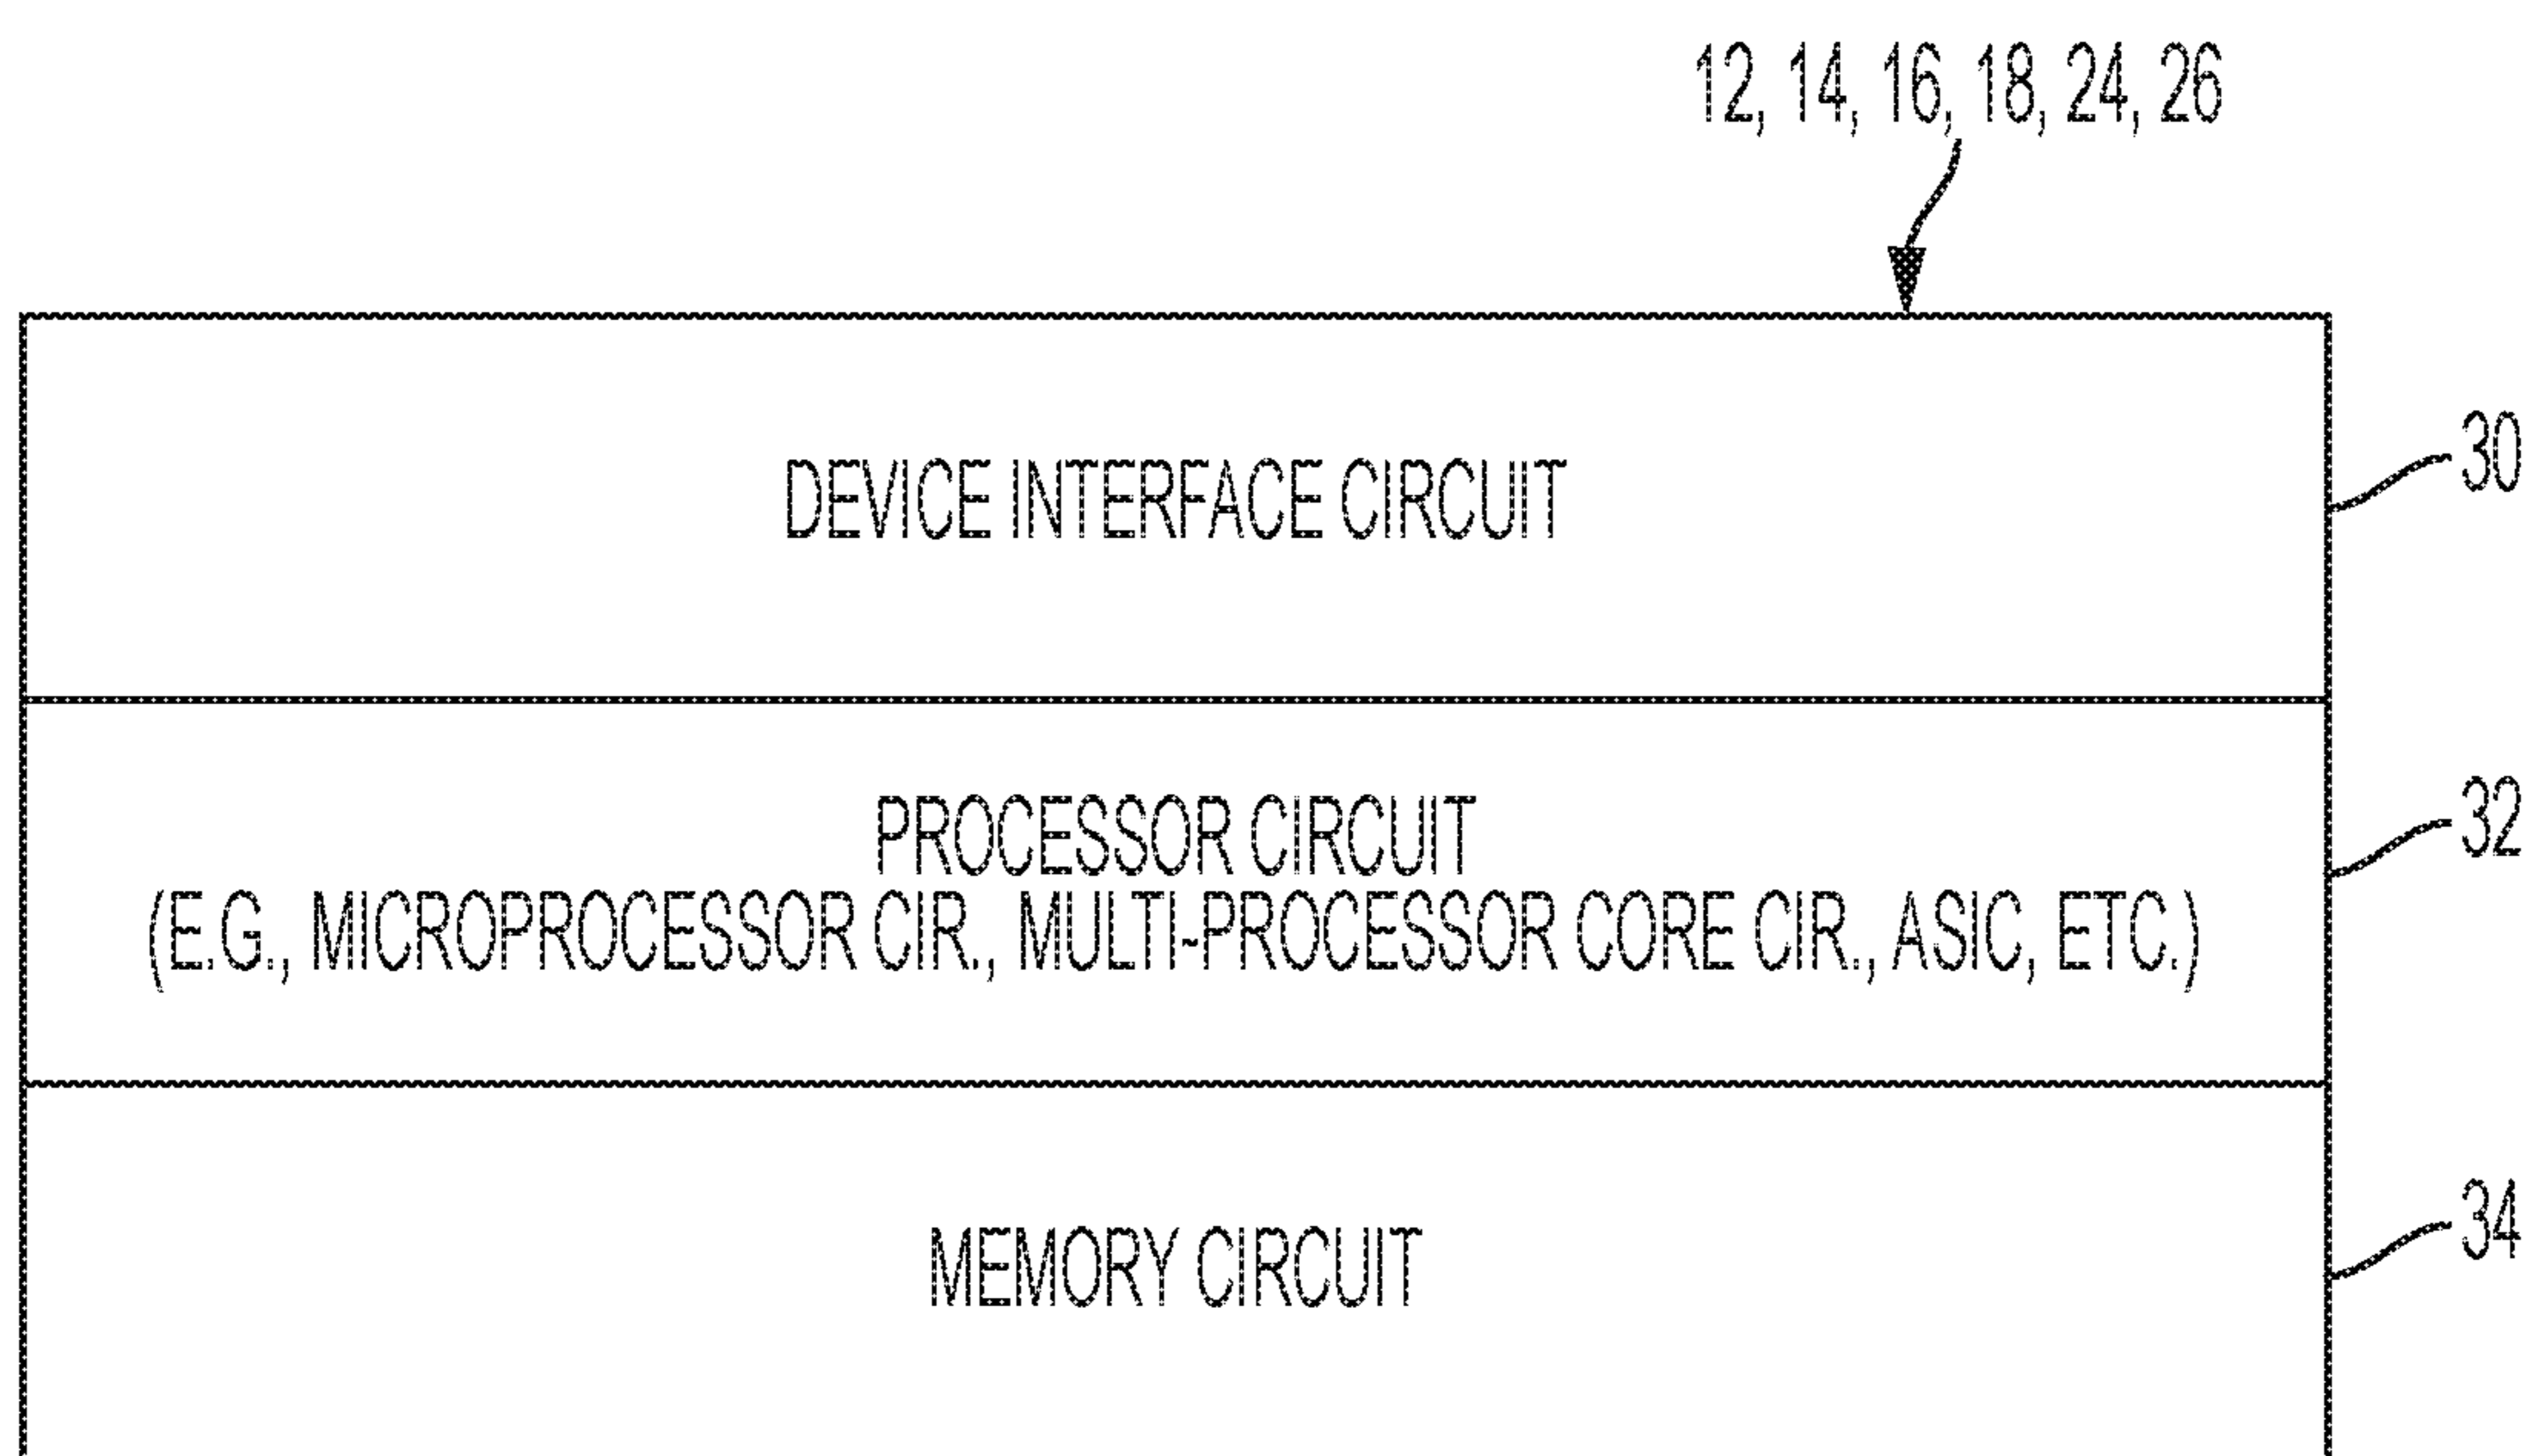 12, 14, 16, 18, 24, 26
DEVICE INTERFACE CIRCUIT
30
PROCESSOR CIRCUIT
(E.G., MICROPROCESSOR CIR., MULTI-PROCESSOR CORE CIR., ASIC, ETC.)
32
MEMORY CIRCUIT
34